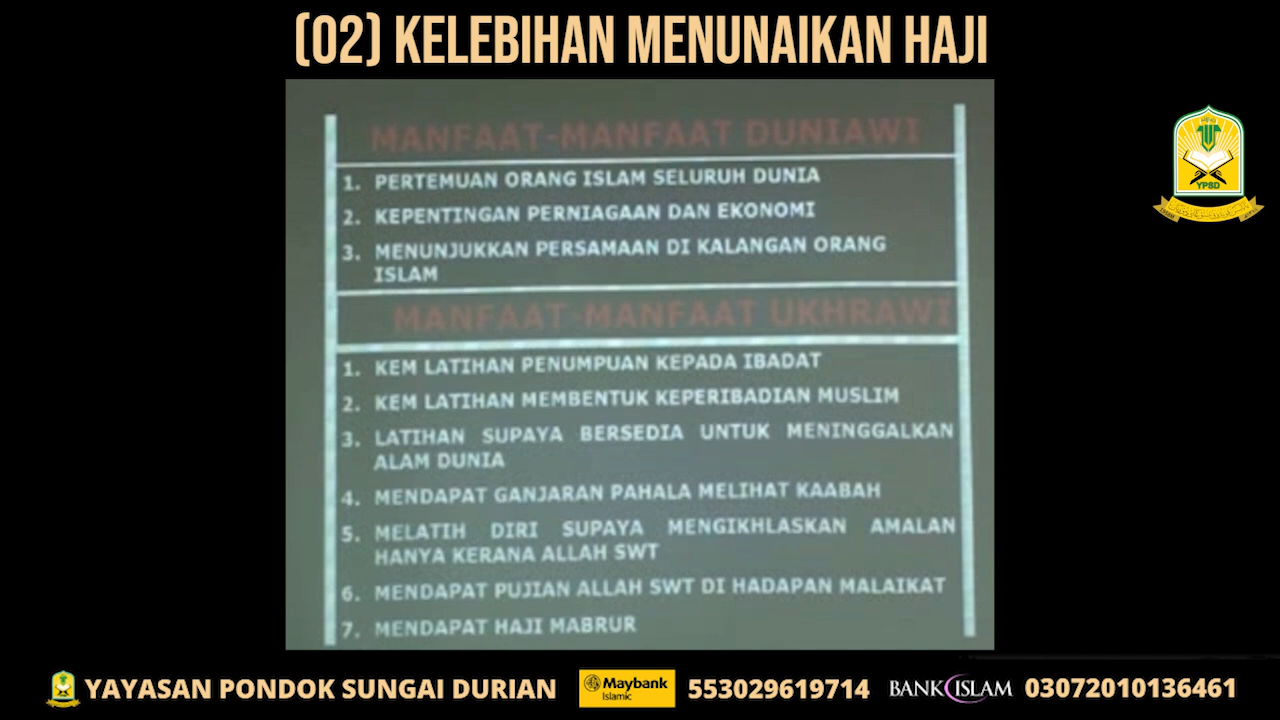 (02) KELEBIHAN MENUNAIKAN HAJI
MANFAAT-MANFAAT DUNIAWI
1. PERTEMUAN ORANG ISLAM SELURUH DUNIA
2. KEPENTINGAN PERNIAGAAN DAN EKONOMI
3. MENUNJUKKAN PERSAMAAN DI KALANGAN ORANG
ISLAM
MANFAAT-MANFAAT UKHRAWI
1. KEM LATIHAN PENUMPUAN KEPADA IBADAT
2. KEM LATIHAN MEMBENTUK KEPERIBADIAN MUSLIM
3. LATIHAN SUPAYA BERSEDIA UNTUK MENINGGALKAN
ALAM DUNIA
4. MENDAPAT GANJARAN PAHALA MELIHAT KAABAH
5. MELATIH DIRI SUPAYA MENGIKHLASKAN AMALAN
HANYA KERANA ALLAH SWT
6. MENDAPAT PUJIAN ALLAH SWT DI HADAPAN MALAIKAT
7. MENDAPAT HAJI MABRUR
YPSD
YAYASAN PONDOK SUNGAI DURIAN
Maybank
Islamic
553029619714
BANK ISLAM
03072010136461